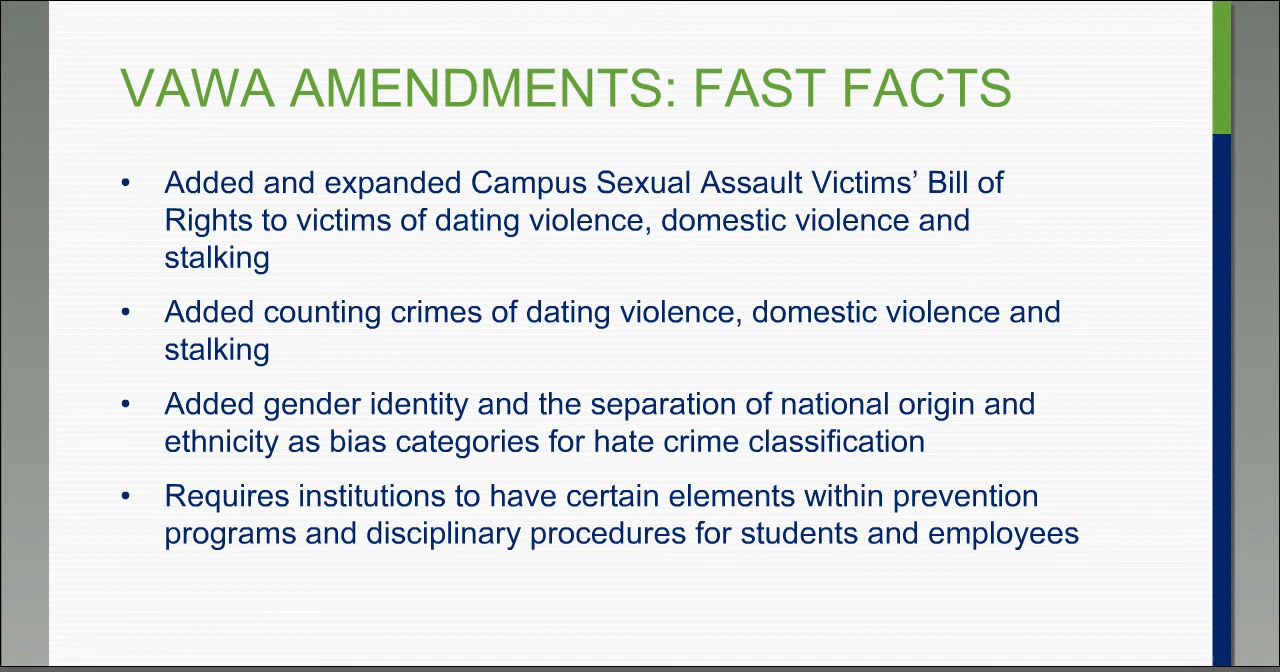 VAWA AMENDMENTS: FAST FACTS
• Added and expanded Campus Sexual Assault Victims’ Bill of
Rights to victims of dating violence, domestic violence and
stalking
• Added counting crimes of dating violence, domestic violence and
stalking
• Added gender identity and the separation of national origin and
ethnicity as bias categories for hate crime classification
• Requires institutions to have certain elements within prevention
programs and disciplinary procedures for students and employees